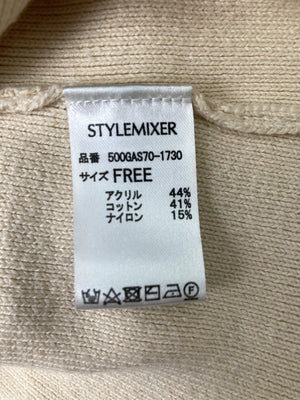 STYLEMIXER
品番 500GAS70-1730
サイズ FREE
アクリル 44%
コットン 41%
ナイロン 15%
F